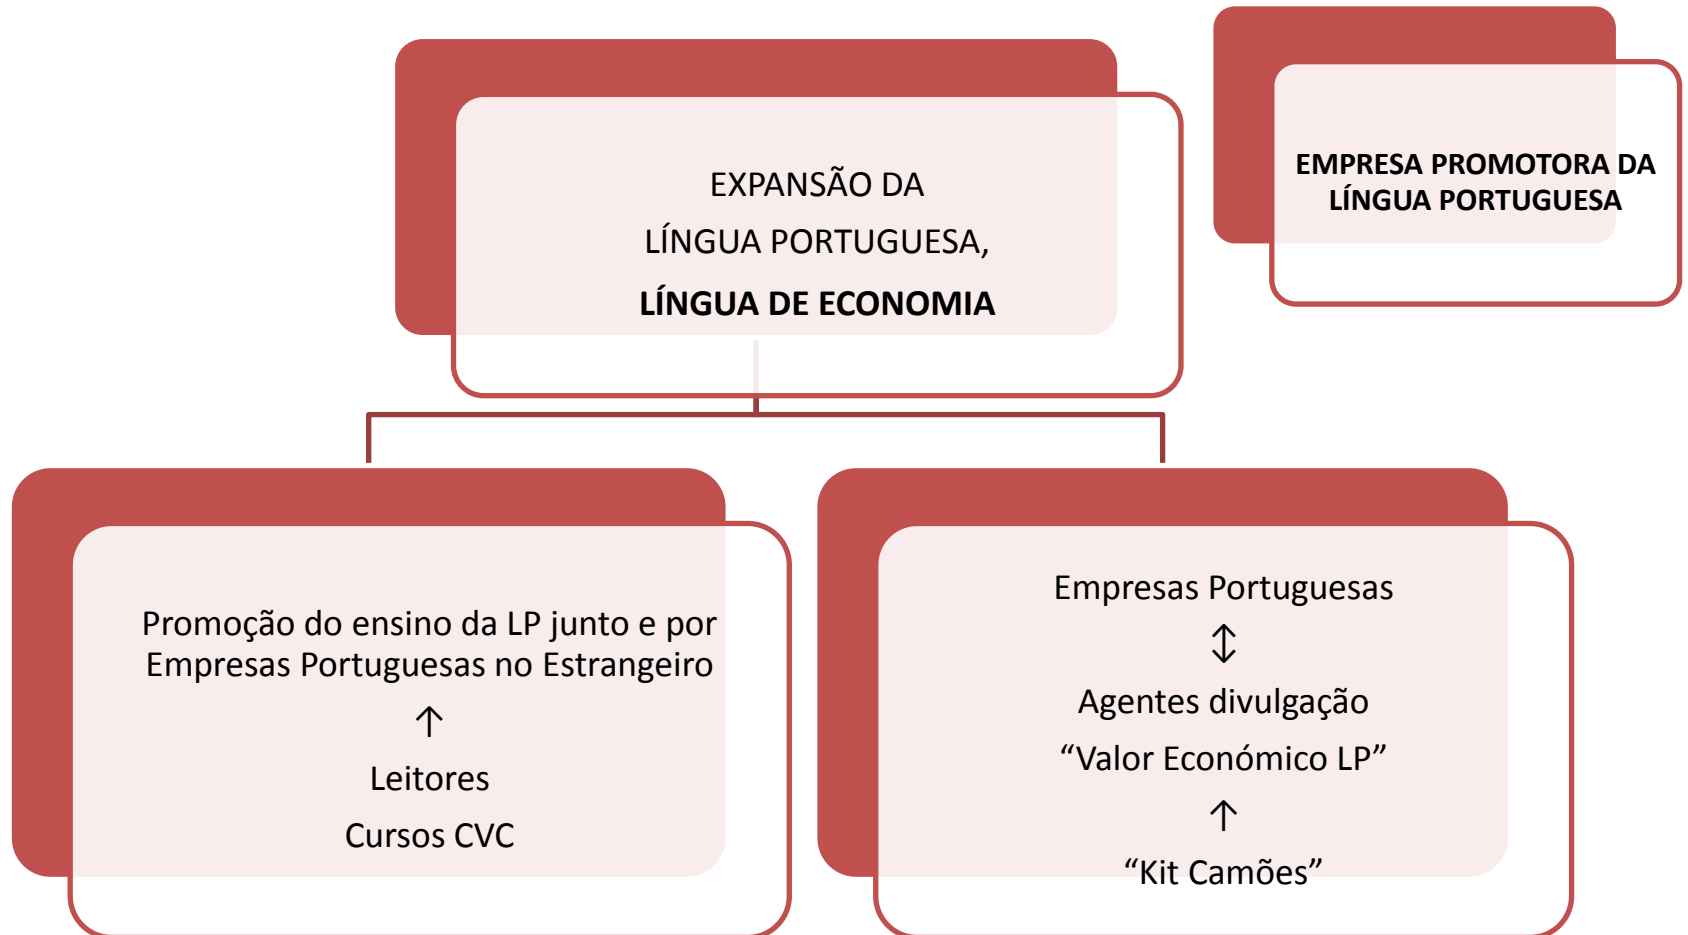 EXPANSÃO DA
LÍNGUA PORTUGUESA,
LÍNGUA DE ECONOMIA
EMPRESA PROMOTORA DA
LÍNGUA PORTUGUESA
Promoção do ensino da LP junto e por
Empresas Portuguesas no Estrangeiro
↑
Leitores
Cursos CVC
Empresas Portuguesas
↕
Agentes divulgação
“Valor Económico LP”
↑
“Kit Camões”